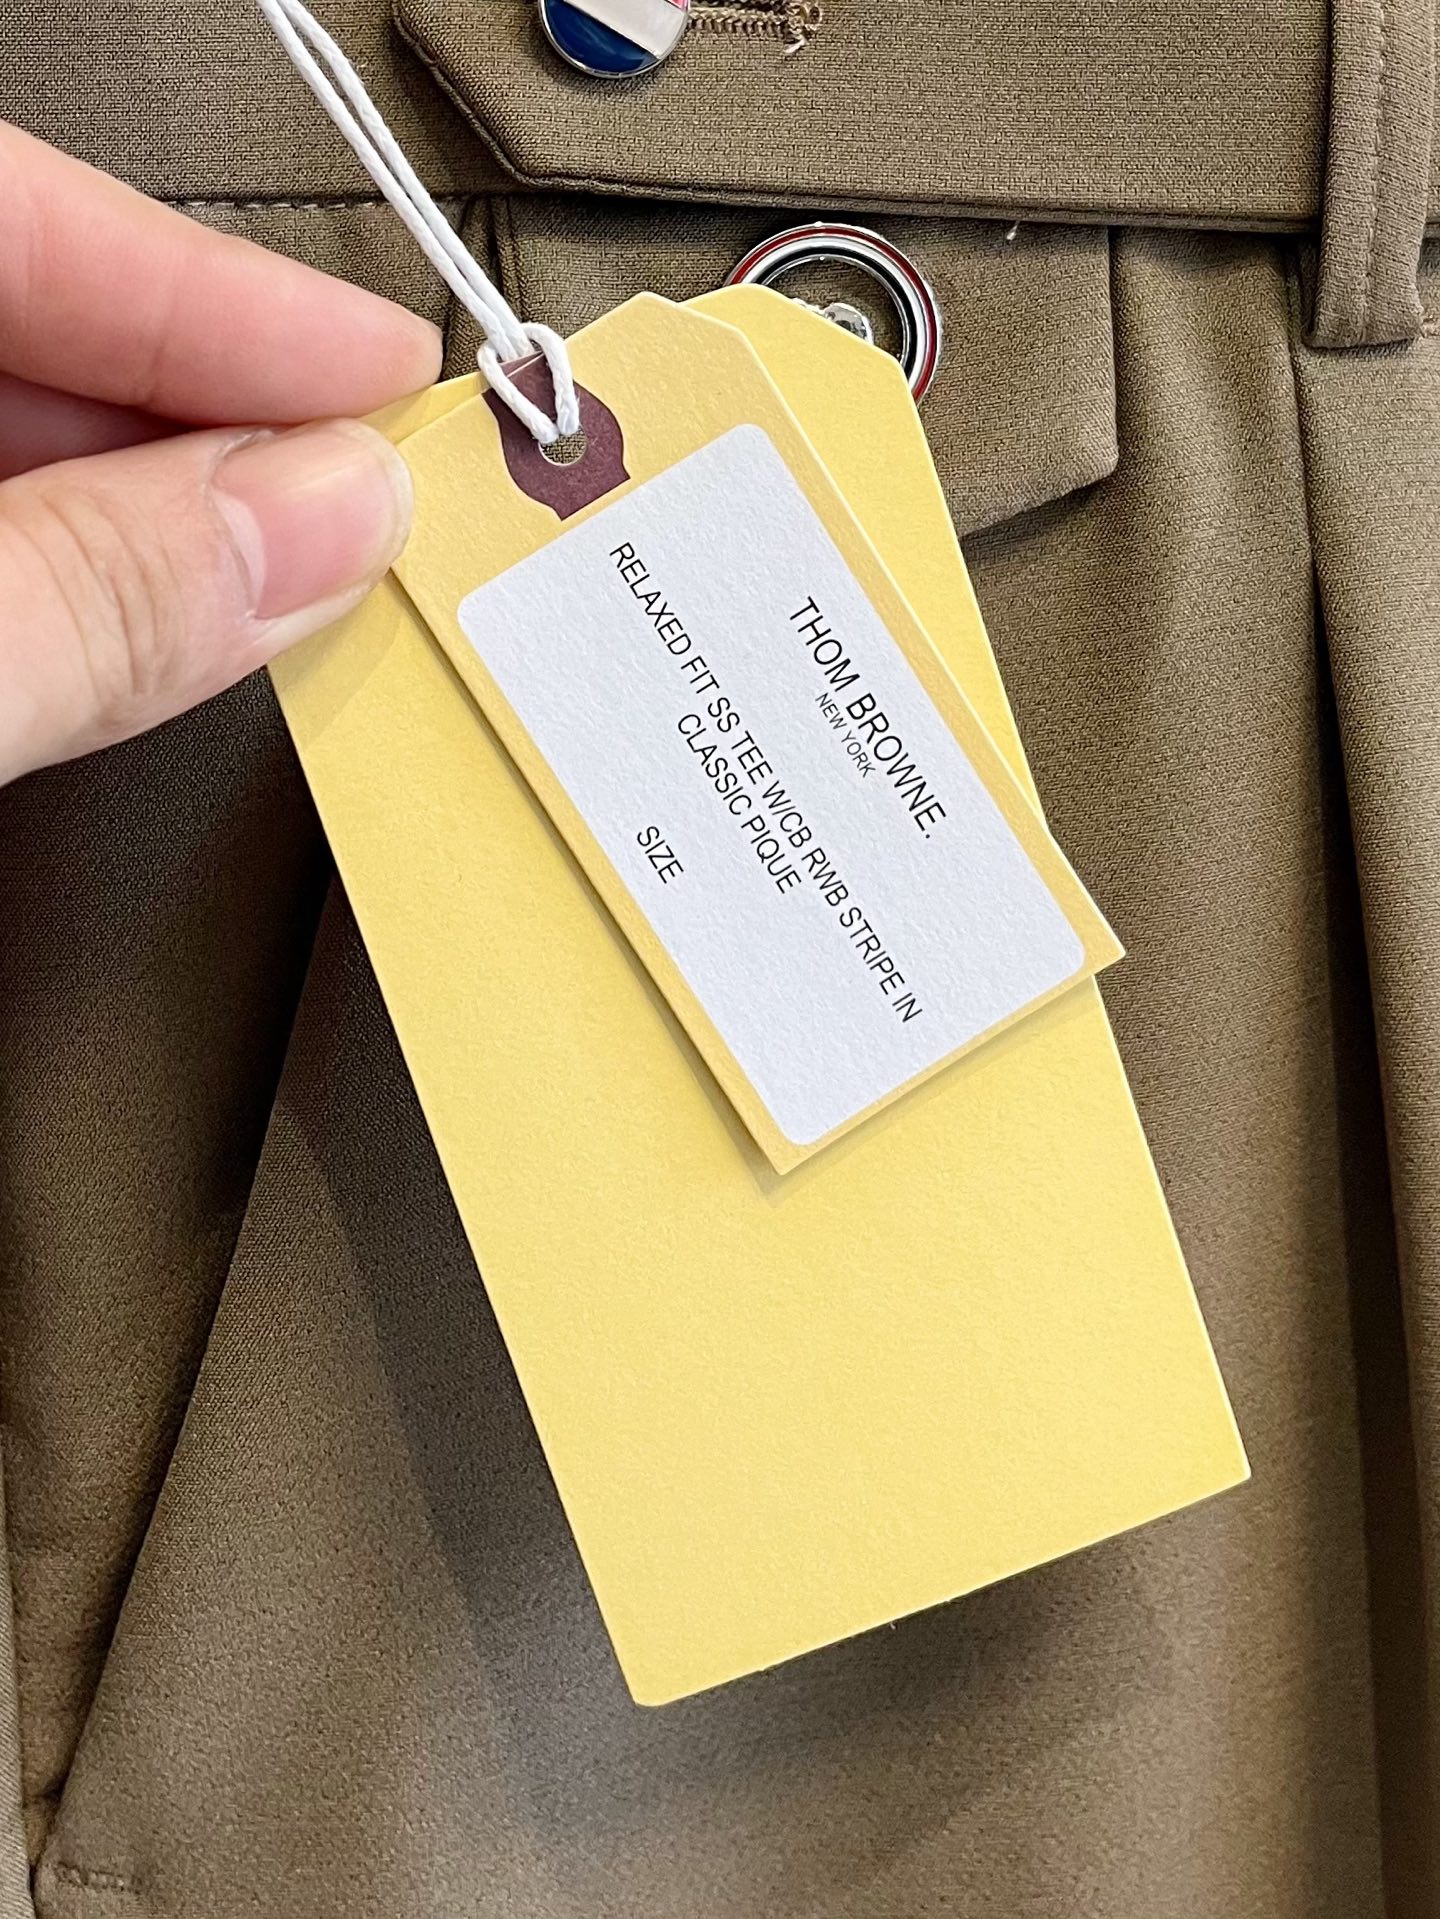 THOM BROWNE.
NEW YORK
RELAXED FIT SS TEE W/CB RWB STRIPE IN
CLASSIC PIQUE
SIZE